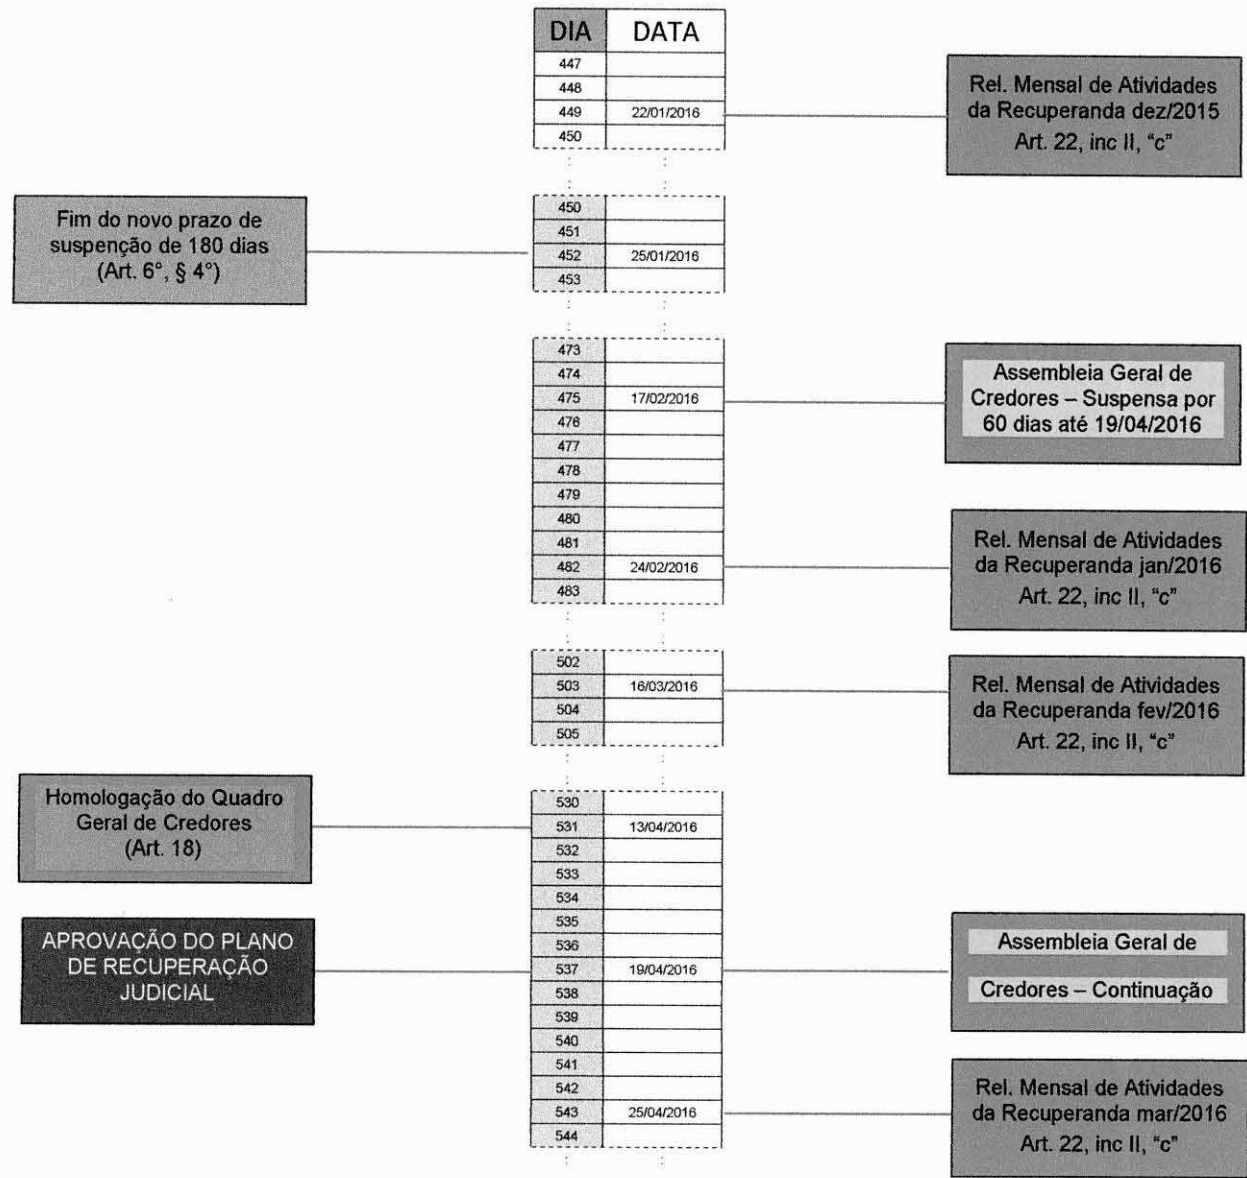 DIA DATA
447
448
449 22/01/2016
450
Rel. Mensal de Atividades
da Recuperanda dez/2015
Art. 22, inc II, “c”
Fim do novo prazo de
suspenção de 180 dias
(Art. 6°, § 4°)
450
451
452 25/01/2016
453
473
474
475 17/02/2016
476
477
478
479
480
481
482 24/02/2016
483
Assembleia Geral de
Credores – Suspensa por
60 dias até 19/04/2016
Rel. Mensal de Atividades
da Recuperanda jan/2016
Art. 22, inc II, “c”
502
503 16/03/2016
504
505
Rel. Mensal de Atividades
da Recuperanda fev/2016
Art. 22, inc II, “c”
Homologação do Quadro
Geral de Credores
(Art. 18)
APROVAÇÃO DO PLANO
DE RECUPERAÇÃO
JUDICIAL
530
531 13/04/2016
532
533
534
535
536
537 19/04/2016
538
539
540
541
542
543 25/04/2016
544
Assembleia Geral de
Credores – Continuação
Rel. Mensal de Atividades
da Recuperanda mar/2016
Art. 22, inc II, “c”